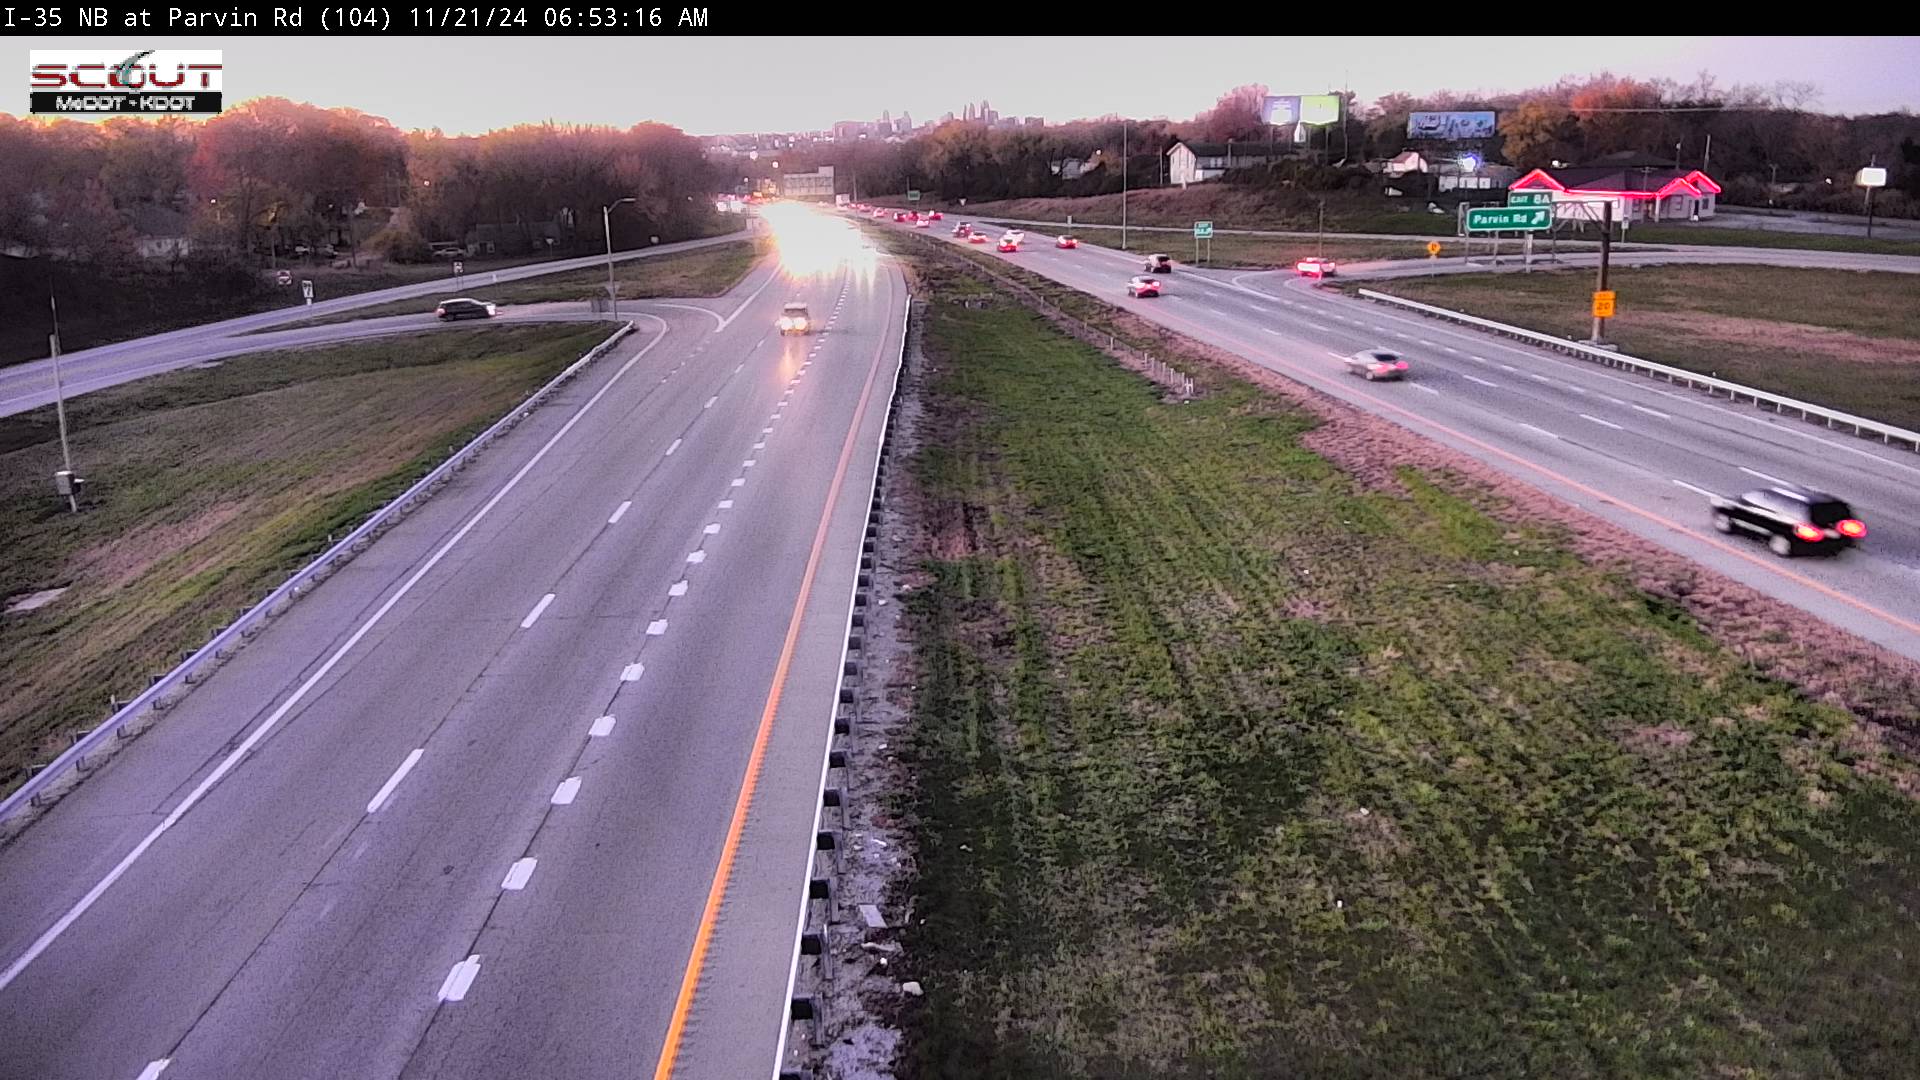 I-35 NB at Parvin Rd (104) 11/21/24 06:53:16 AM
SCOUT
MoDOT - KDOT
EXIT 8A
Parvin Rd